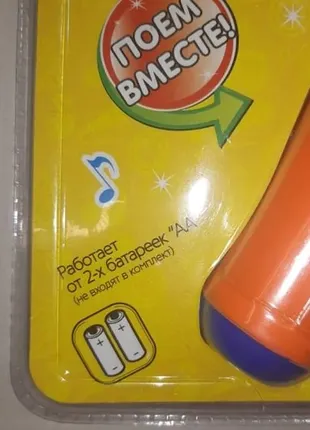 ПОЕМ
ВМЕСТЕ!
Работает
от 2-х батареек "АА"
(не входят в комплект)